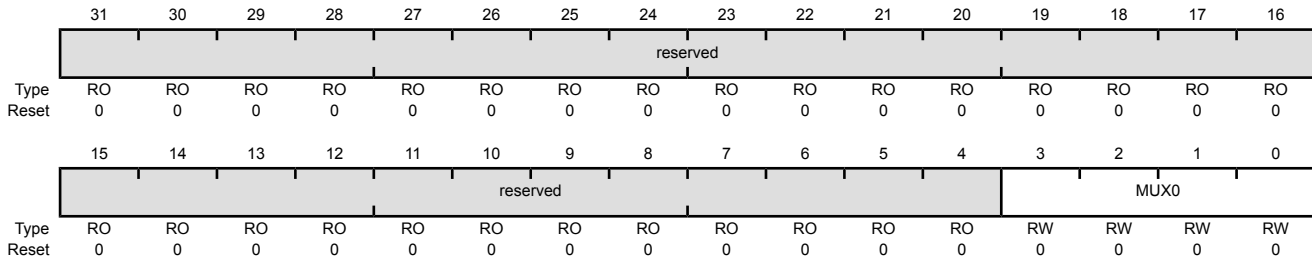 31 30 29 28 27 26 25 24 23 22 21 20 19 18 17 16
reserved
Type RO RO RO RO RO RO RO RO RO RO RO RO RO RO RO RO
Reset 0 0 0 0 0 0 0 0 0 0 0 0 0 0 0 0
15 14 13 12 11 10 9 8 7 6 5 4 3 2 1 0
reserved MUX0
Type RO RO RO RO RO RO RO RO RO RO RO RO RW RW RW RW
Reset 0 0 0 0 0 0 0 0 0 0 0 0 0 0 0 0